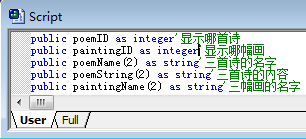 Script
public poemID as integer'显示哪首诗
public paintingID as integer'显示哪幅画
public poemName(2) as string'三首诗的名字
public poemString(2) as string'三首诗的内容
public paintingName(2) as string'三幅画的名字
User
Full